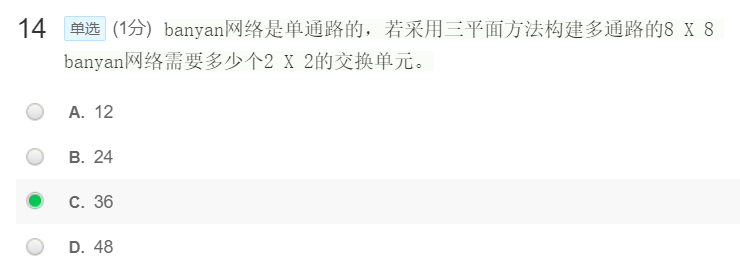 14 单选 (1分) banyan网络是单通路的，若采用三平面方法构建多通路的8 X 8
banyan网络需要多少个2 X 2的交换单元。
A. 12
B. 24
C. 36
D. 48